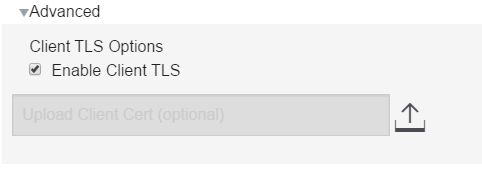 Advanced
Client TLS Options
Enable Client TLS
Upload Client Cert (optional)